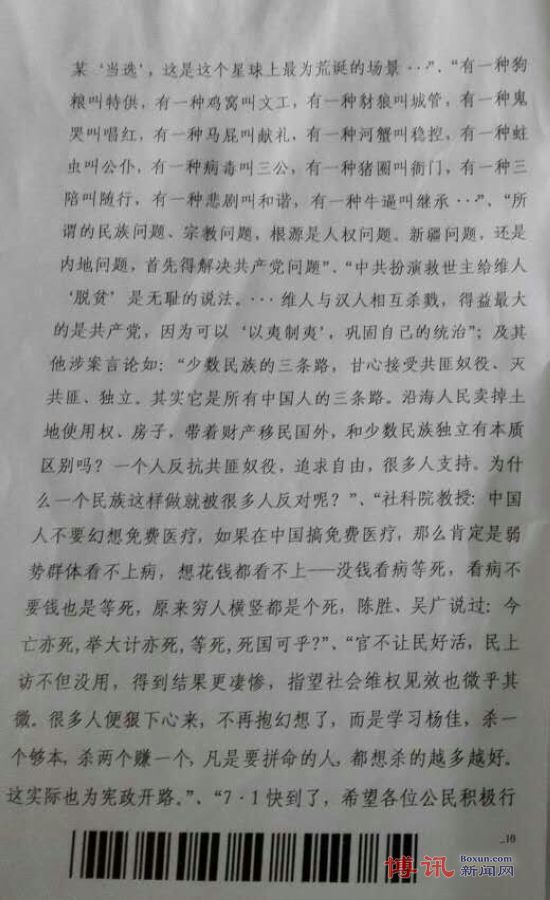 某‘当选’，这是这个星球上最为荒诞的场景···”、“有一种狗
粮叫特供，有一种鸡窝叫文工，有一种豺狼叫城管，有一种鬼
哭叫唱红，有一种马屁叫献礼，有一种河蟹叫稳控，有一种蛀
虫叫公仆，有一种病毒叫三公，有一种猪圈叫衙门，有一种三
陪叫随行，有一种悲剧叫和谐，有一种牛逼叫继承···”、“所
谓的民族问题、宗教问题，根源是人权问题。新疆问题，还是
内地问题，首先得解决共产党问题”、“中共扮演救世主给维人
‘脱贫’是无耻的说法。···维人与汉人相互杀戮，得益最大
的是共产党，因为可以‘以夷制夷’，巩固自己的统治”；及其
他涉案言论如：“少数民族的三条路，甘心接受共匪奴役、灭
共匪、独立。其实它是所有中国人的三条路。沿海人民卖掉土
地使用权、房子，带着财产移民国外，和少数民族独立有本质
区别吗？一个人反抗共匪奴役，追求自由，很多人支持。为什
么一个民族这样做就被很多人反对呢？”、“社科院教授：中国
人不要幻想免费医疗，如果在中国搞免费医疗，那么肯定是弱
势群体看不上病，想花钱都看不上——没钱看病等死，看病不
要钱也是等死，原来穷人横竖都是个死，陈胜、吴广说过：今
亡亦死,举大计亦死,等死,死国可乎?”、“官不让民好活，民上
访不但没用，得到结果更凄惨，指望社会维权见效也微乎其
微。很多人便狠下心来，不再抱幻想了，而是学习杨佳，杀一
个够本，杀两个赚一个，凡是要拼命的人，都想杀的越多越好。
这实际也为宪政开路。”、“7·1快到了，希望各位公民积极行
10
博讯 Boxun.com
新闻网